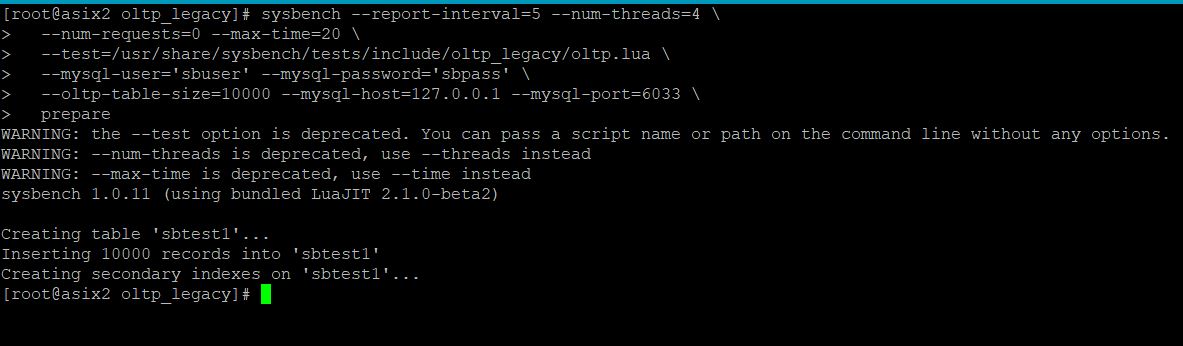 [root@asix2 oltp_legacy]# sysbench --report-interval=5 --num-threads=4 \
>   --num-requests=0 --max-time=20 \
>   --test=/usr/share/sysbench/tests/include/oltp_legacy/oltp.lua \
>   --mysql-user='sbuser' --mysql-password='sbpass' \
>   --oltp-table-size=10000 --mysql-host=127.0.0.1 --mysql-port=6033 \
>   prepare
WARNING: the --test option is deprecated. You can pass a script name or path on the command line without any options.
WARNING: --num-threads is deprecated, use --threads instead
WARNING: --max-time is deprecated, use --time instead
sysbench 1.0.11 (using bundled LuaJIT 2.1.0-beta2)
Creating table 'sbtest1'...
Inserting 10000 records into 'sbtest1'
Creating secondary indexes on 'sbtest1'...
[root@asix2 oltp_legacy]#